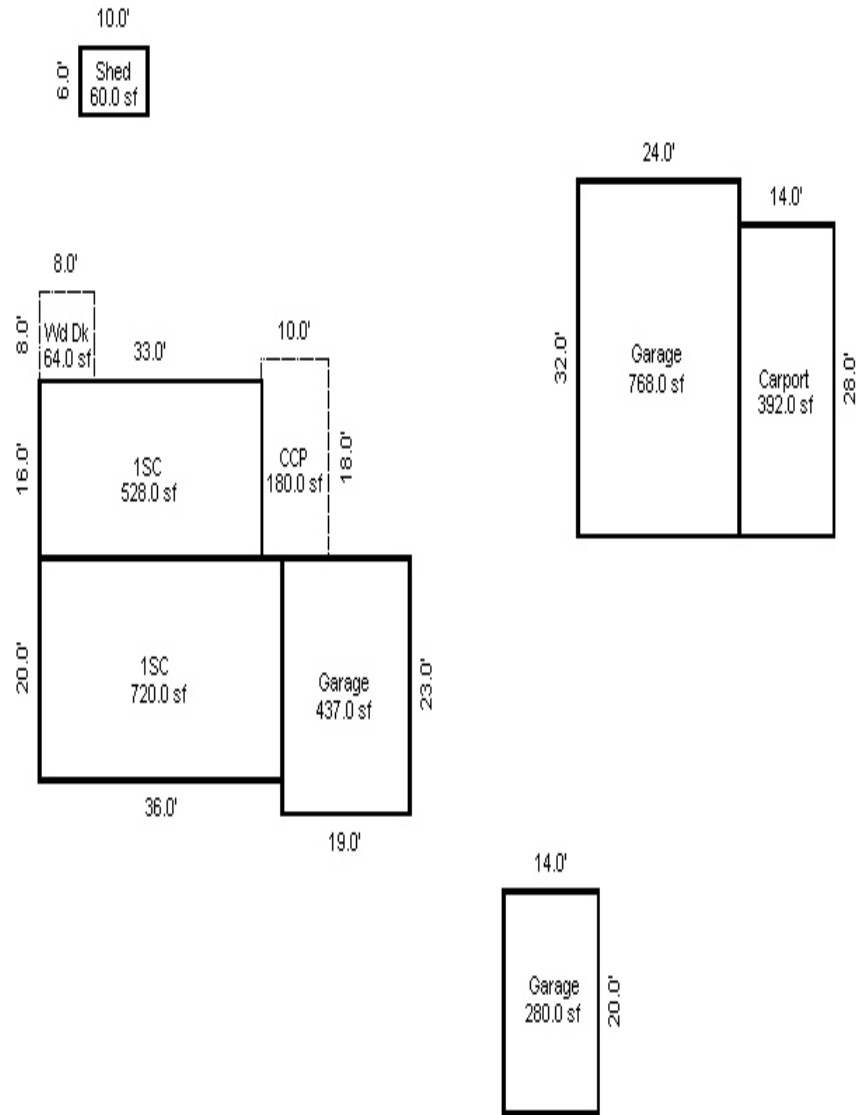 10.0'
6.0'
Shed
60.0 sf
24.0'
14.0'
32.0'
Garage
768.0 sf
Carport
392.0 sf
28.0'
8.0'
8.0'
Wd Dk
64.0 sf
33.0'
10.0'
16.0'
1SC
528.0 sf
CCP
180.0 sf
18.0'
20.0'
1SC
720.0 sf
Garage
437.0 sf
23.0'
36.0'
19.0'
14.0'
Garage
280.0 sf
20.0'